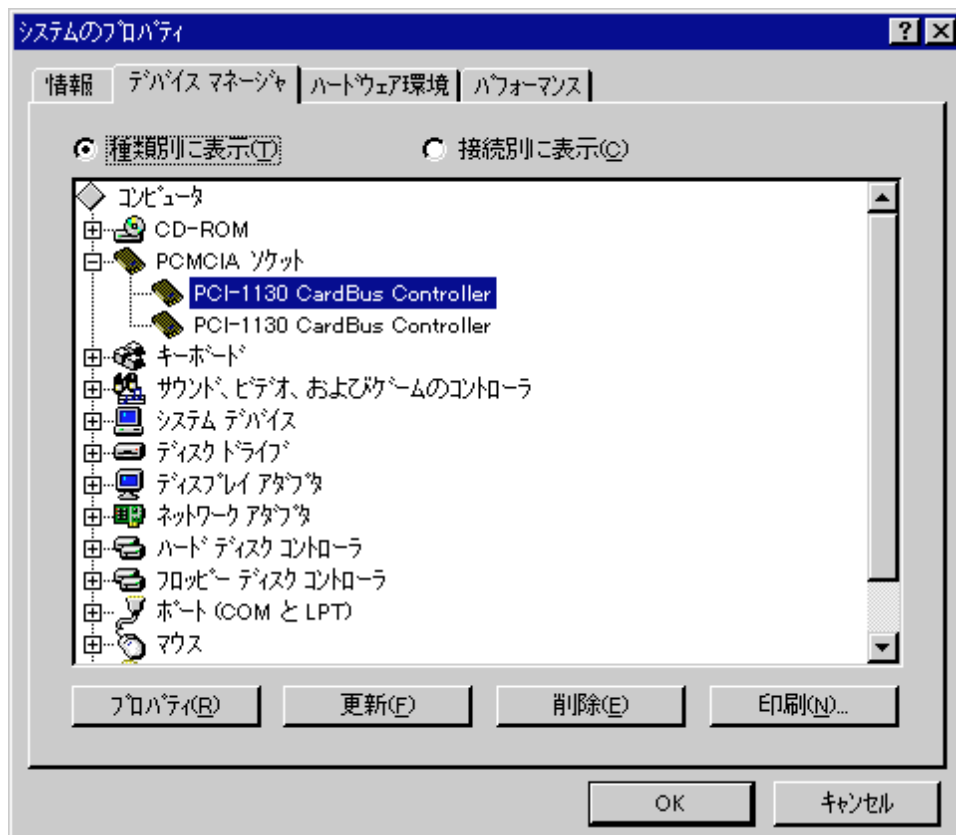 システムのプロパティ
情報 デバイス マネージャ ハードウェア環境 パフォーマンス
種類別に表示(T) 接続別に表示(C)
コンピュータ
CD-ROM
PCMCIA ソケット
PCI-1130 CardBus Controller
PCI-1130 CardBus Controller
キーボード
サウンド、ビデオ、およびゲームのコントローラ
システム デバイス
ディスク ドライブ
ディスプレイ アダプタ
ネットワーク アダプタ
ハード ディスク コントローラ
フロッピー ディスク コントローラ
ポート (COM と LPT)
マウス
プロパティ(R) 更新(F) 削除(E) 印刷(N)...
OK キャンセル